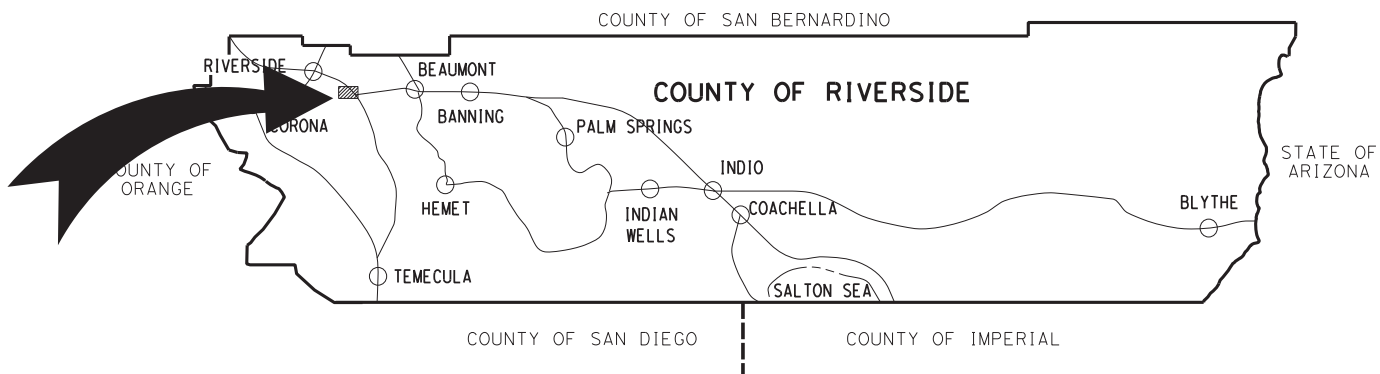 COUNTY OF SAN BERNARDINO
RIVERSIDE
BEAUMONT
COUNTY OF RIVERSIDE
BANNING
CORONA
PALM SPRINGS
COUNTY OF
ORANGE
STATE OF
ARIZONA
INDIO
HEMET
INDIAN
WELLS
COACHELLA
BLYTHE
TEMECULA
SALTON SEA
COUNTY OF SAN DIEGO
COUNTY OF IMPERIAL